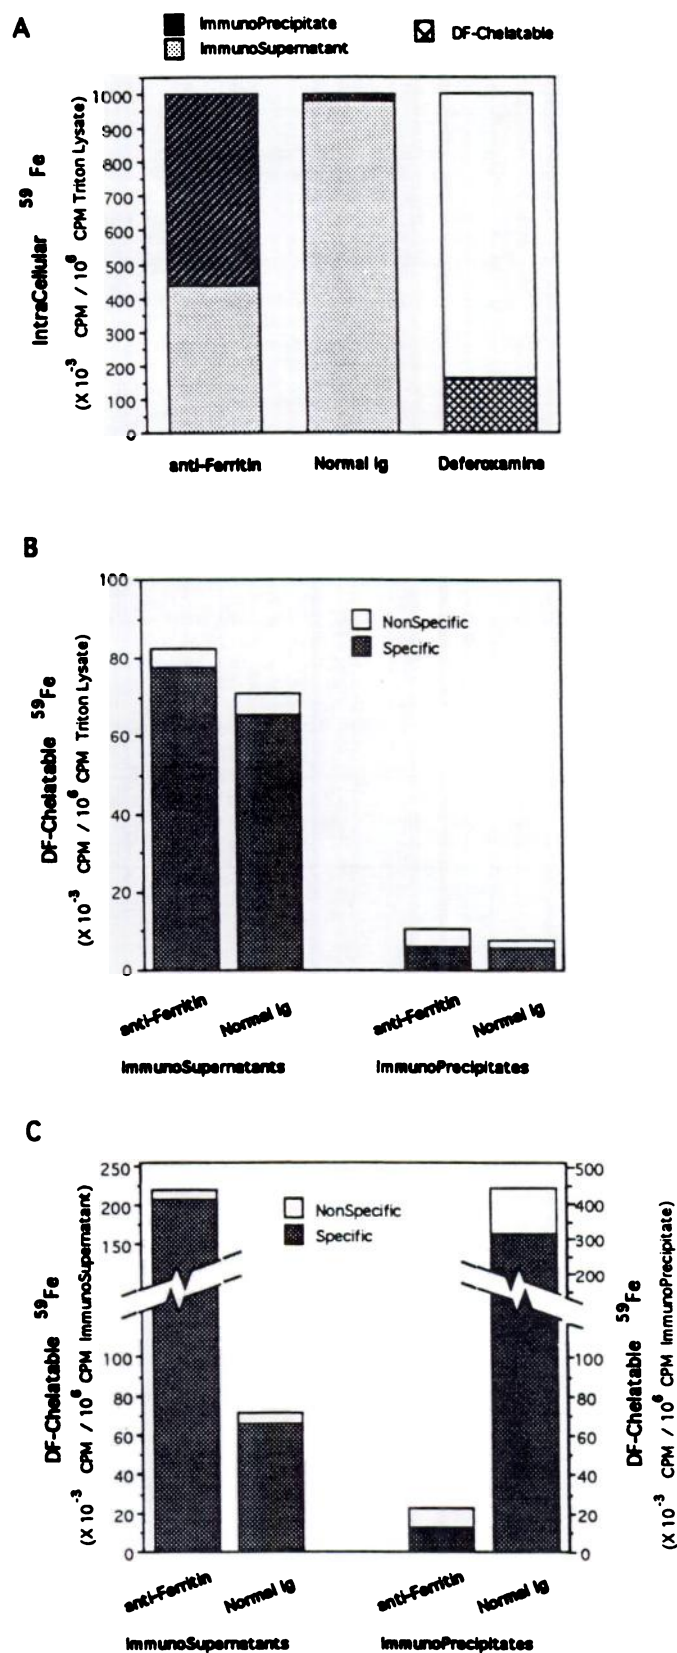 A
ImmunoPrecipitate
ImmunoSupernatant
DF-Chelatable
IntraCellular 59Fe
(X 10-3 CPM / 106 CPM Triton Lysate)
1000
900
800
700
600
500
400
300
200
100
0
anti-Ferritin Normal Ig Deferoxamine
B
DF-Chelatable 59Fe
(X 10-3 CPM / 106 CPM Triton Lysate)
100
80
60
40
20
0
NonSpecific
Specific
anti-Ferritin Normal Ig anti-Ferritin Normal Ig
ImmunoSupernatants ImmunoPrecipitates
C
DF-Chelatable 59Fe
(X 10-3 CPM / 106 CPM ImmunoSupernatant)
250
200
150
100
80
60
40
20
0
NonSpecific
Specific
500
400
300
200
100
80
60
40
20
0
DF-Chelatable 59Fe
(X 10-3 CPM / 106 CPM ImmunoPrecipitate)
anti-Ferritin Normal Ig anti-Ferritin Normal Ig
ImmunoSupernatants ImmunoPrecipitates